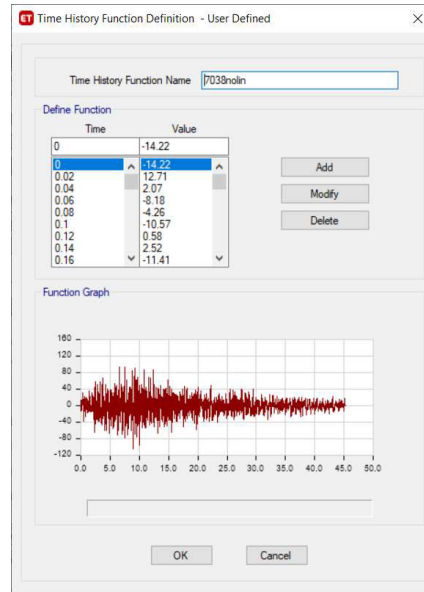 ET Time History Function Definition - User Defined
Time History Function Name 7038nolin
Define Function
Time Value
0 -14.22
0 -14.22
0.02 12.71
0.04 2.07
0.06 -8.18
0.08 -4.26
0.1 -10.57
0.12 0.58
0.14 2.52
0.16 -11.41
Add
Modify
Delete
Function Graph
160
120
80
40
0
-40
-80
-120
0.0 5.0 10.0 15.0 20.0 25.0 30.0 35.0 40.0 45.0 50.0
OK Cancel